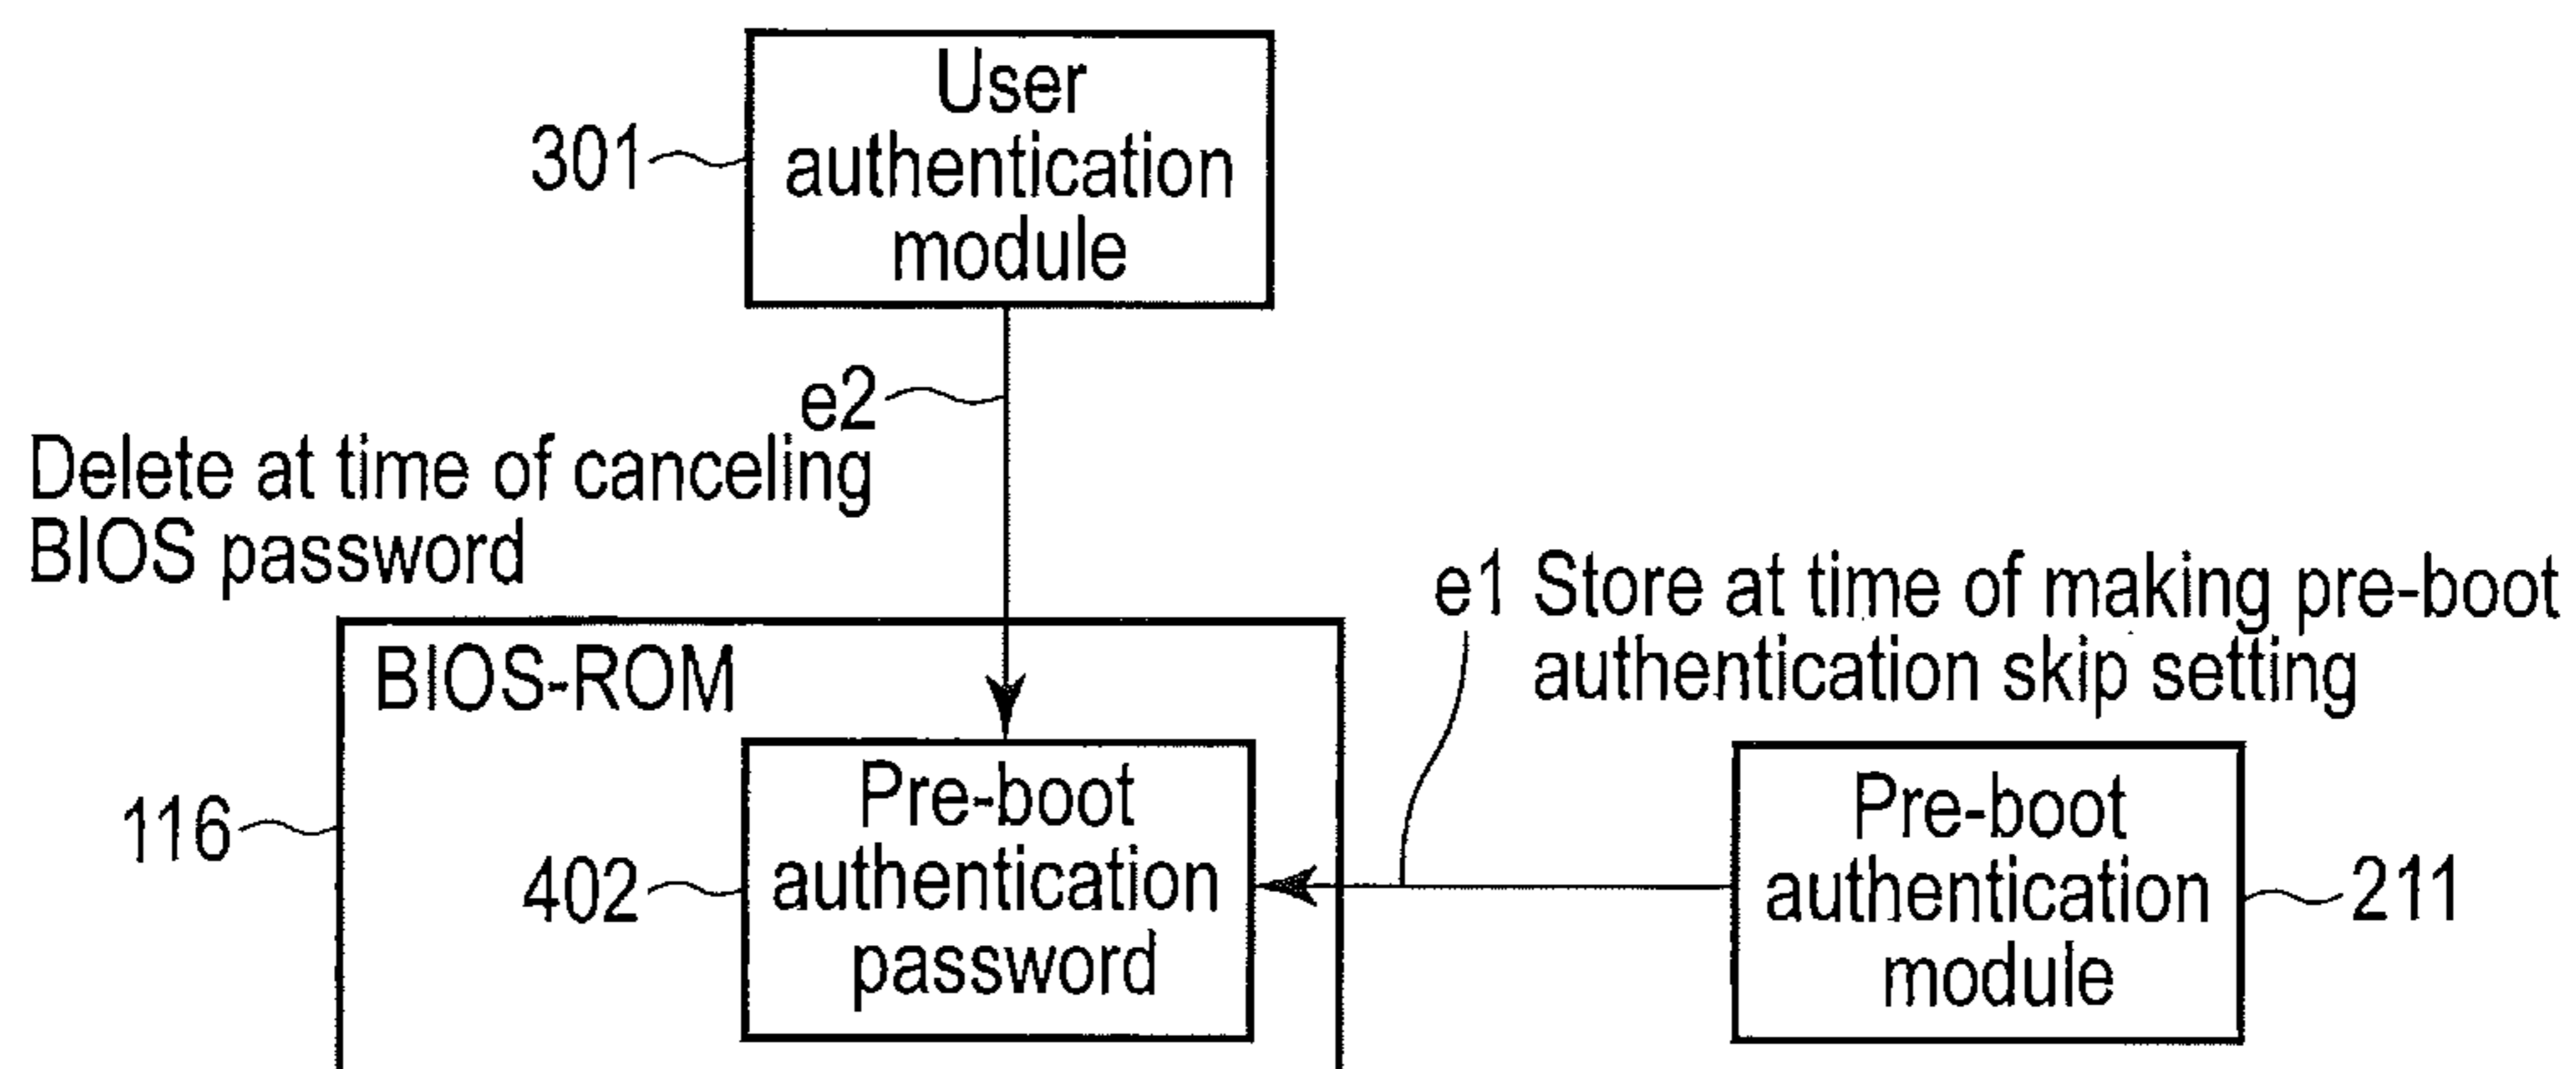 User
authentication
module
301
e2
Delete at time of canceling
BIOS password
e1 Store at time of making pre-boot
authentication skip setting
BIOS-ROM
116
402
Pre-boot
authentication
password
Pre-boot
authentication
module
211